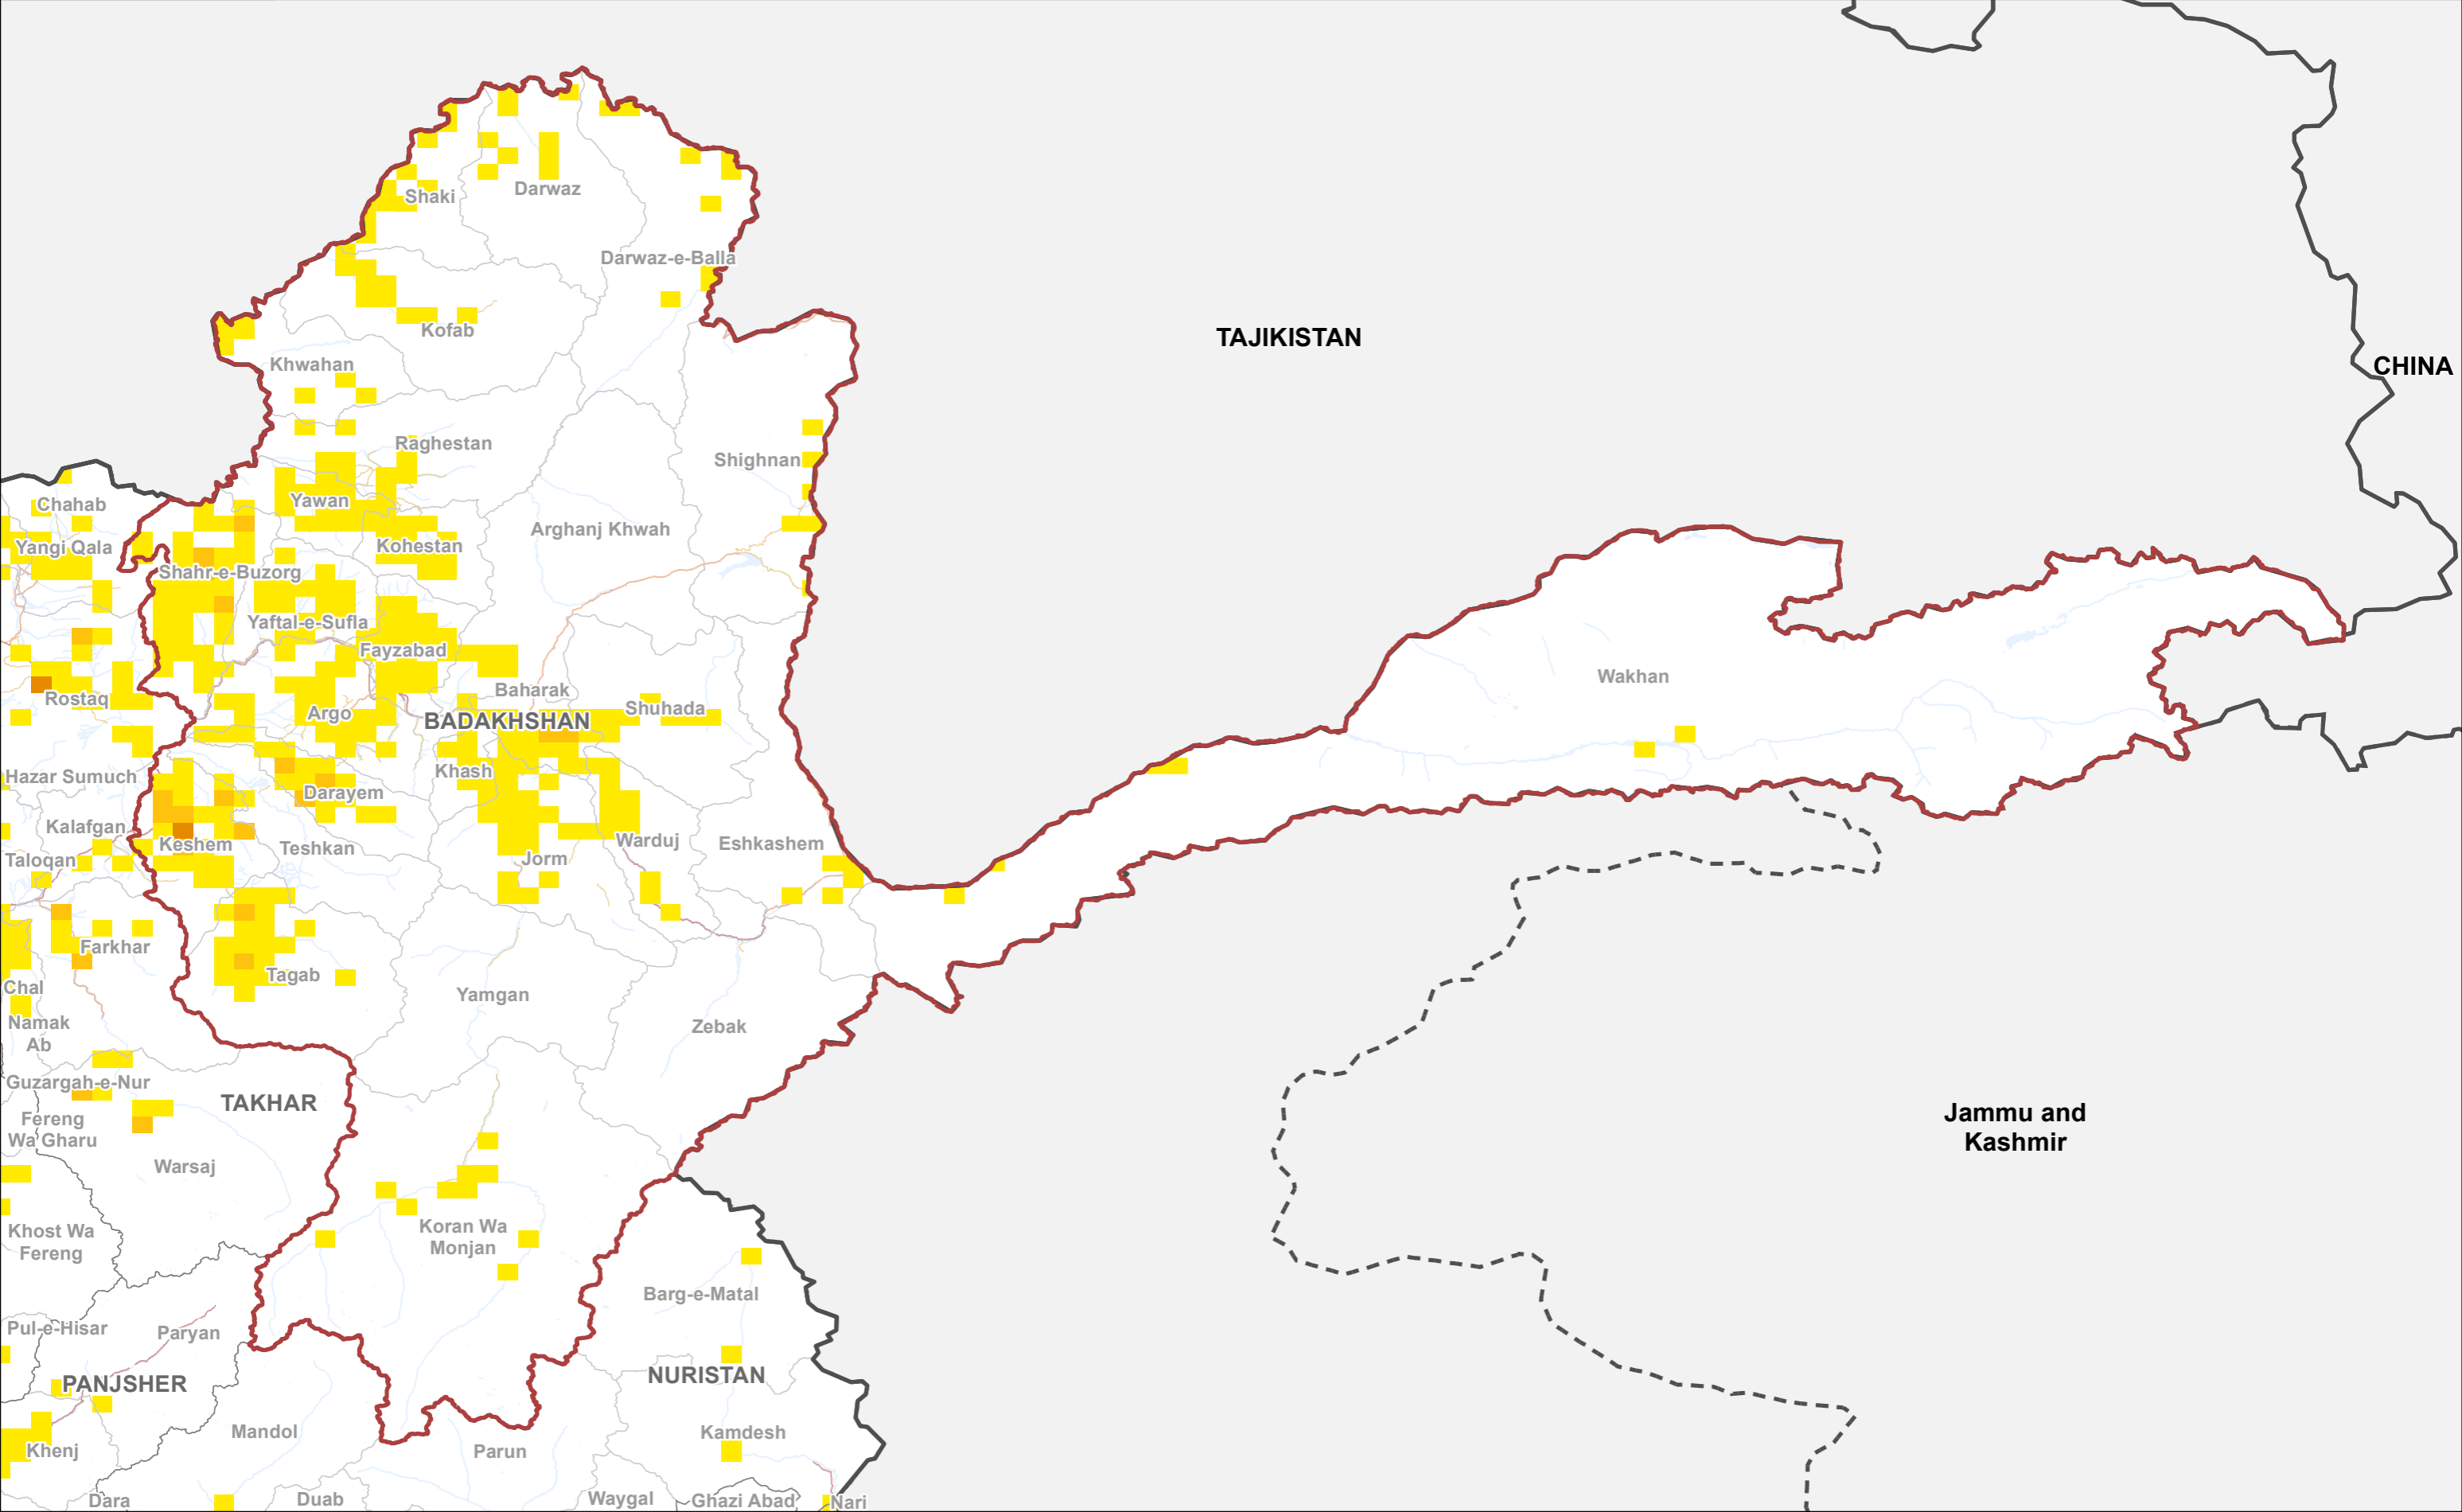 Shaki
Darwaz
Darwaz-e-Balla
TAJIKISTAN
Kofab
Khwahan
CHINA
Raghestan
Shighnan
Chahab
Yawan
Arghanj Khwah
Yangi Qala
Kohestan
Shahr-e-Buzorg
Yaftal-e-Sufla
Fayzabad
Wakhan
Rostaq
Baharak
Argo
BADAKHSHAN
Shuhada
Hazar Sumuch
Khash
Darayem
Kalafgan
Keshem
Teshkan
Warduj
Eshkashem
Taloqan
Jorm
Farkhar
Tagab
Chal
Yamgan
Namak
Ab
Zebak
Guzargah-e-Nur
TAKHAR
Fereng
Wa Gharu
Jammu and
Kashmir
Warsaj
Khost Wa
Fereng
Koran Wa
Monjan
Barg-e-Matal
Pul-e-Hisar
Paryan
PANJSHER
NURISTAN
Mandol
Kamdesh
Khenj
Parun
Dara
Duab
Waygal
Ghazi Abad
Nari